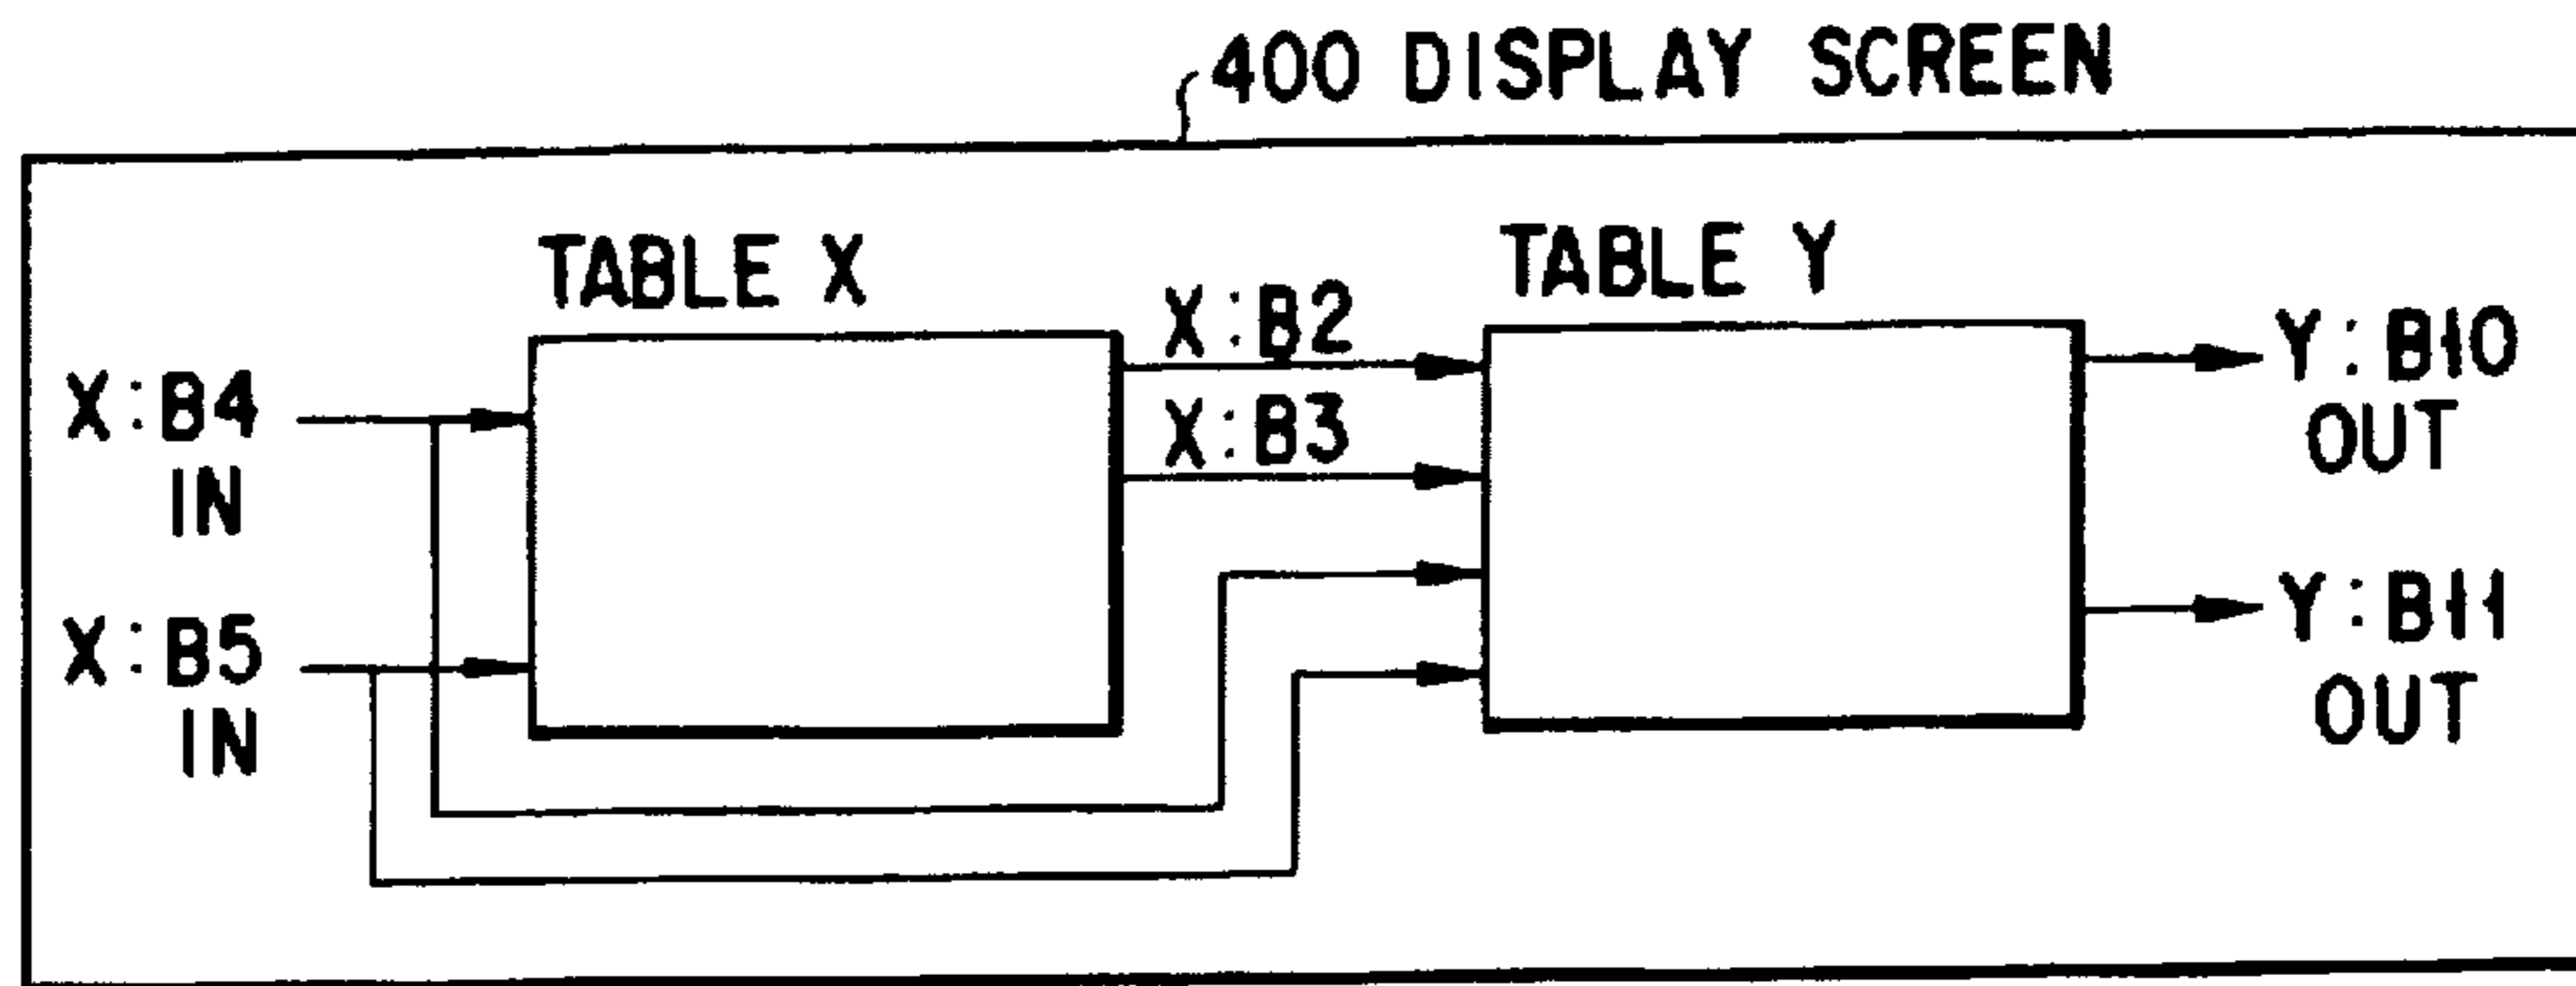 400 DISPLAY SCREEN
TABLE X
TABLE Y
X:B2
X:B3
X:B4
IN
X:B5
IN
Y:B10
OUT
Y:B11
OUT